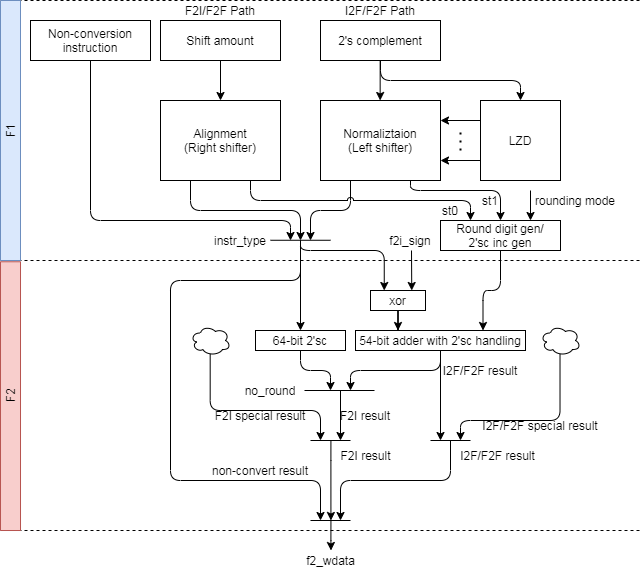 F2I/F2F Path
I2F/F2F Path
Non-conversion
instruction
Shift amount
2's complement
F1
Alignment
(Right shifter)
Normaliztaion
(Left shifter)
LZD
st0
st1
rounding mode
instr_type
f2i_sign
Round digit gen/
2'sc inc gen
xor
F2
64-bit 2'sc
54-bit adder with 2'sc handling
I2F/F2F result
no_round
F2I special result
F2I result
I2F/F2F special result
F2I result
I2F/F2F result
non-convert result
f2_wdata